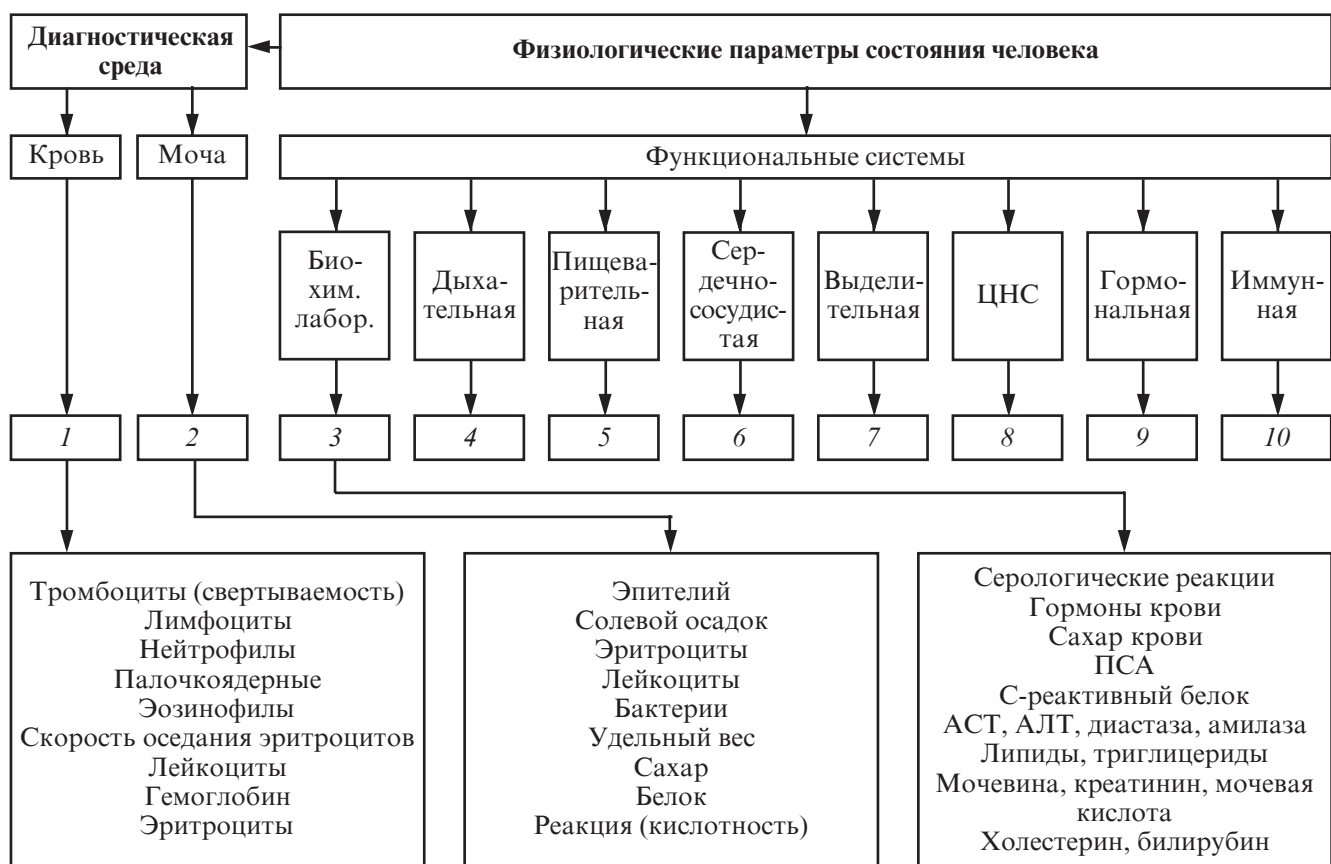 Диагностическая
среда
Физиологические параметры состояния человека
Кровь
Моча
Функциональные системы
Био-
хим.
лабор.
Дыха-
тельная
Пищева-
ритель-
ная
Сер-
дечно-
сосудис-
тая
Выдели-
тельная
ЦНС
Гормо-
нальная
Иммун-
ная
1
2
3
4
5
6
7
8
9
10
Тромбоциты (свертываемость)
Лимфоциты
Нейтрофилы
Палочкоядерные
Эозинофилы
Скорость оседания эритроцитов
Лейкоциты
Гемоглобин
Эритроциты
Эпителий
Солевой осадок
Эритроциты
Лейкоциты
Бактерии
Удельный вес
Сахар
Белок
Реакция (кислотность)
Серологические реакции
Гормоны крови
Сахар крови
ПСА
С-реактивный белок
АСТ, АЛТ, диастаза, амилаза
Липиды, триглицериды
Мочевина, креатинин, мочевая
кислота
Холестерин, билирубин